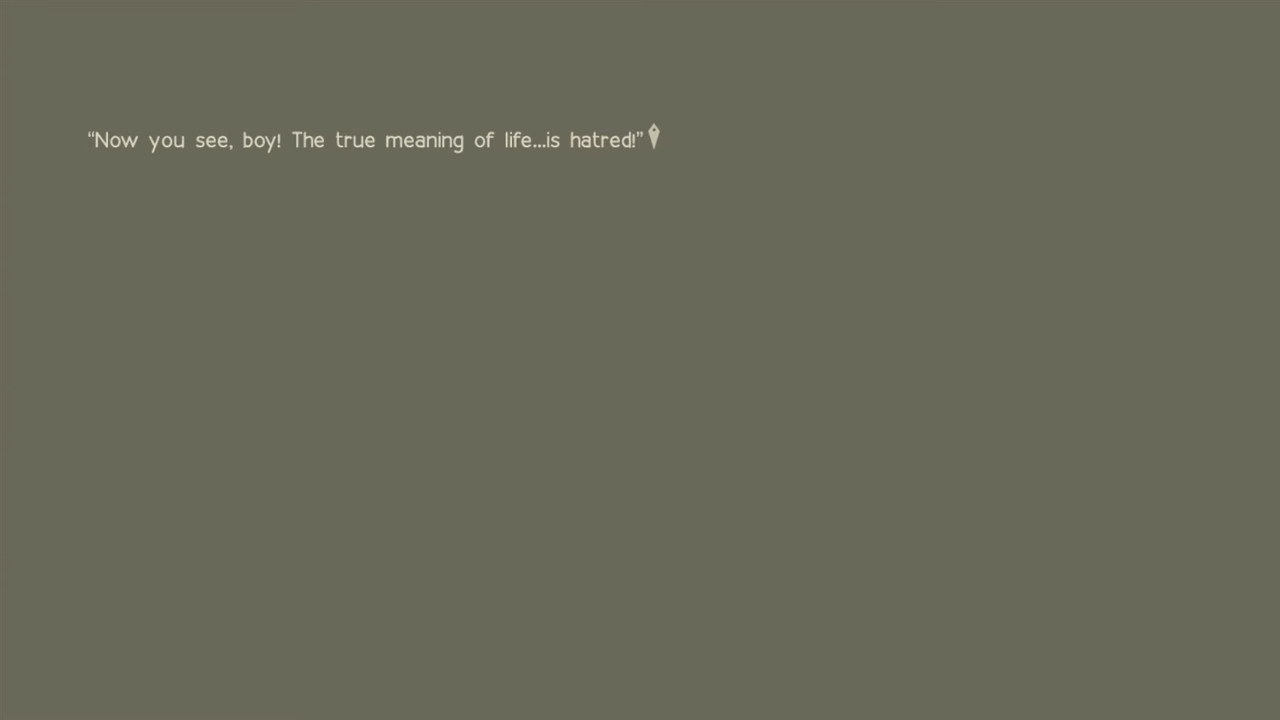 “Now you see, boy! The true meaning of life...is hatred!”